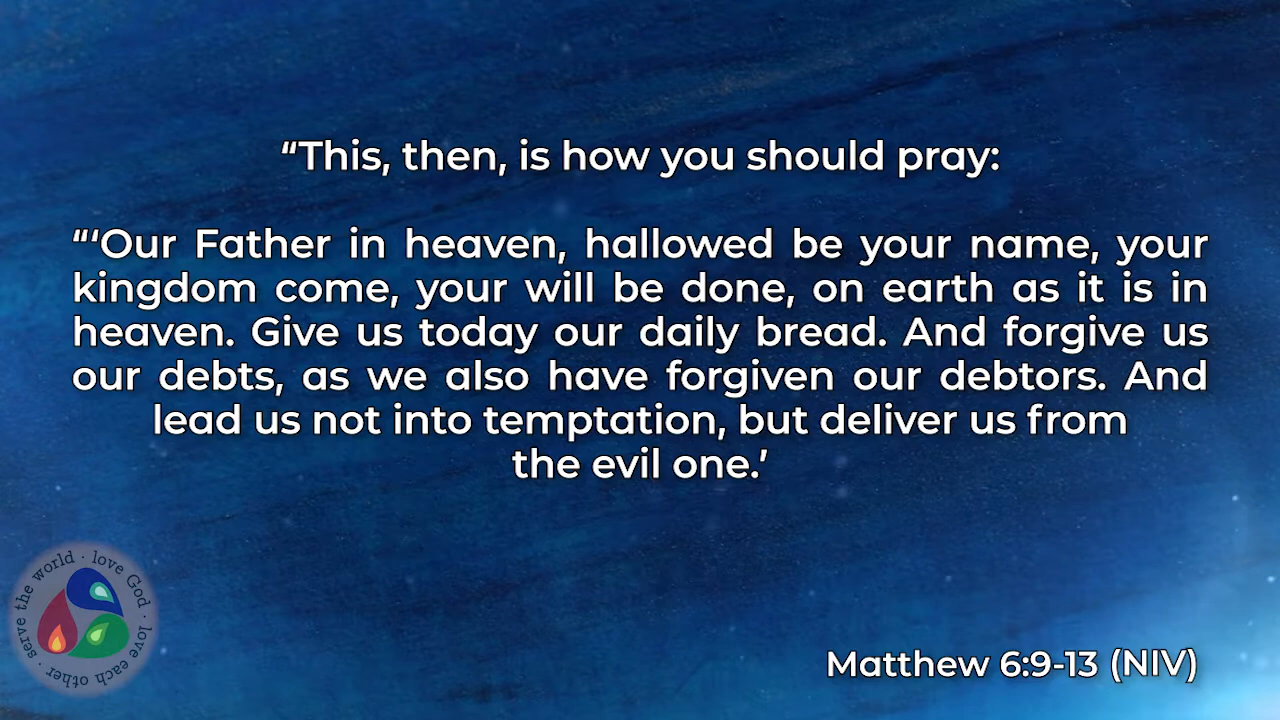 “This, then, is how you should pray:
“‘Our Father in heaven, hallowed be your name, your
kingdom come, your will be done, on earth as it is in
heaven. Give us today our daily bread. And forgive us
our debts, as we also have forgiven our debtors. And
lead us not into temptation, but deliver us from
the evil one.’
serve the world · love God · love each other ·
Matthew 6:9-13 (NIV)